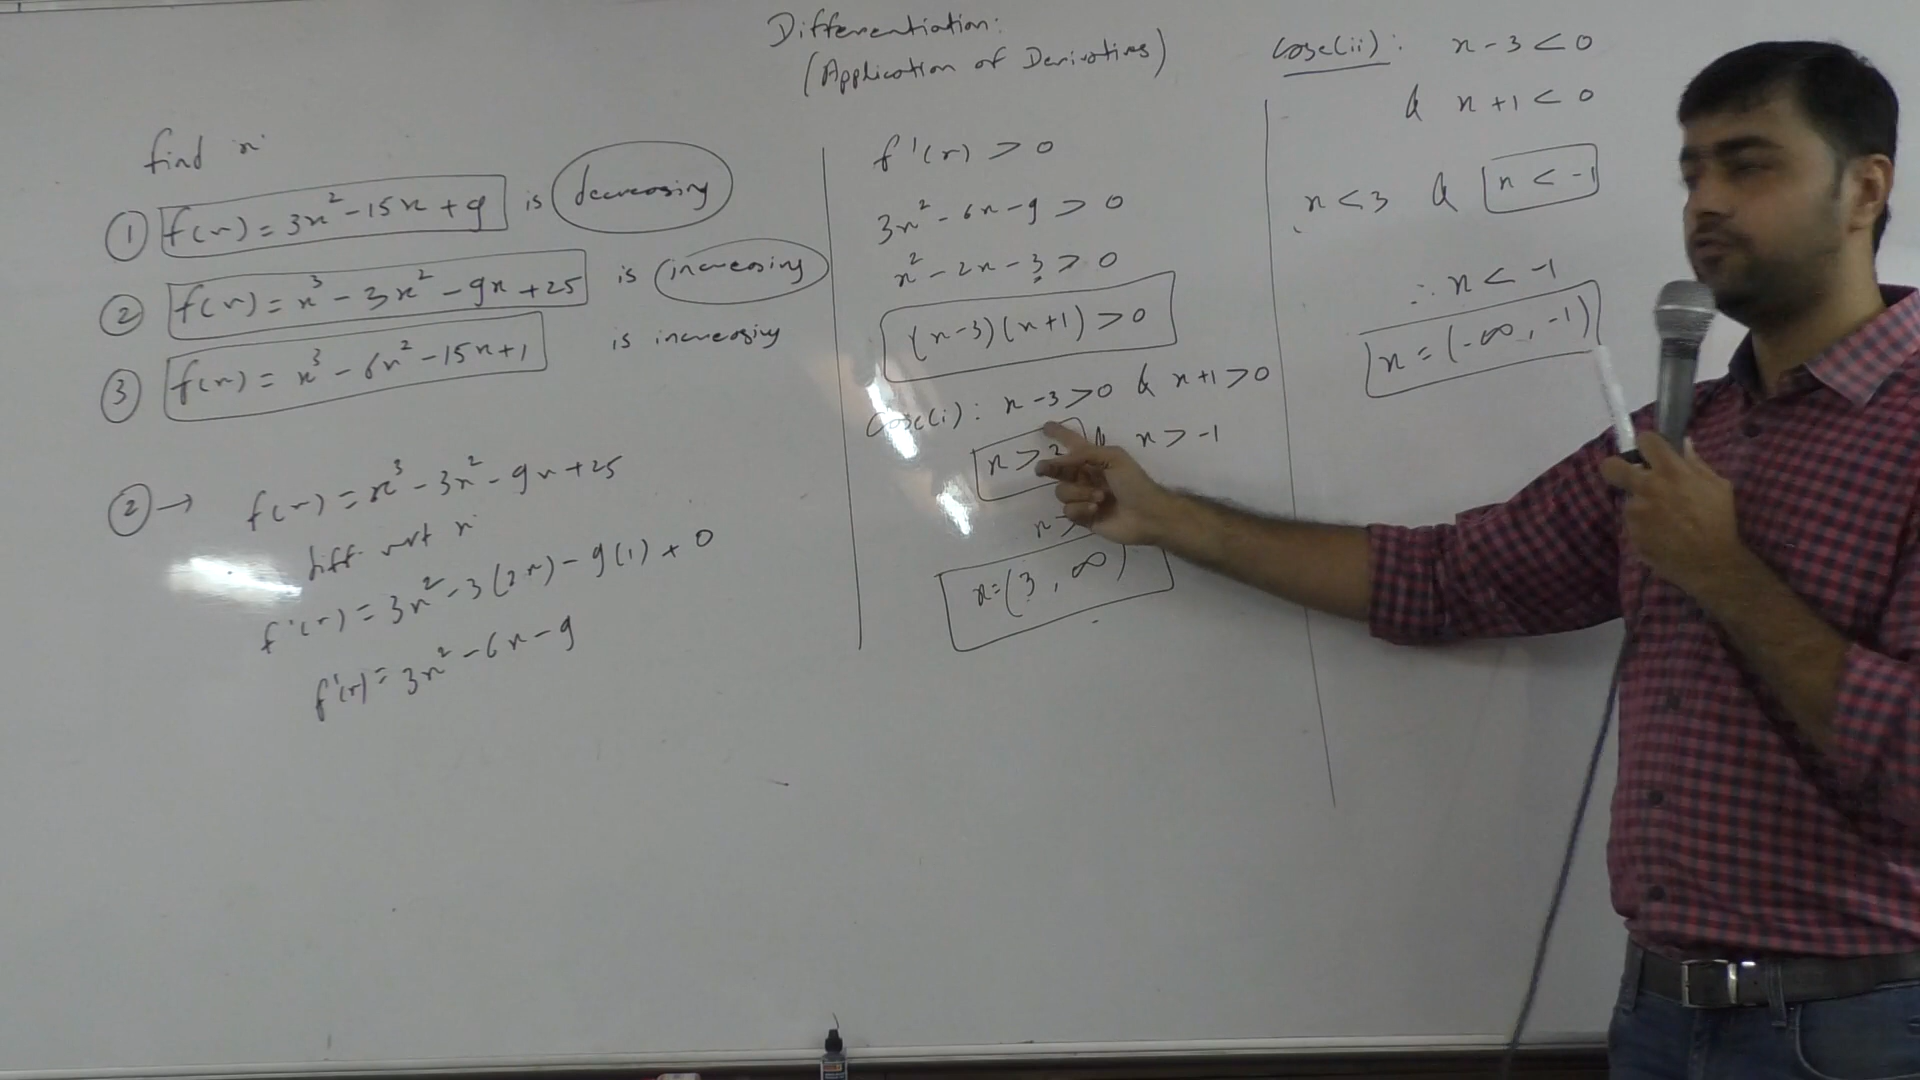 Differentiation:
(Application of Derivatives)
find x
① f(x) = 3x² - 15x + 9 is decreasing
② f(x) = x³ - 3x² - 9x + 25 is increasing
③ f(x) = x³ - 6x² - 15x + 1 is increasing
② → f(x) = x³ - 3x² - 9x + 25
diff. wrt x
f'(x) = 3x² - 3(2x) - 9(1) + 0
f'(x) = 3x² - 6x - 9
f'(x) > 0
3x² - 6x - 9 > 0
x² - 2x - 3 > 0
(x-3)(x+1) > 0
Case(i): x - 3 > 0 & x + 1 > 0
x > & x > -1
x >
x = (3, ∞)
Case(ii): x - 3 < 0
& x + 1 < 0
x < 3 & x < -1
∴ x < -1
x = (-∞, -1)